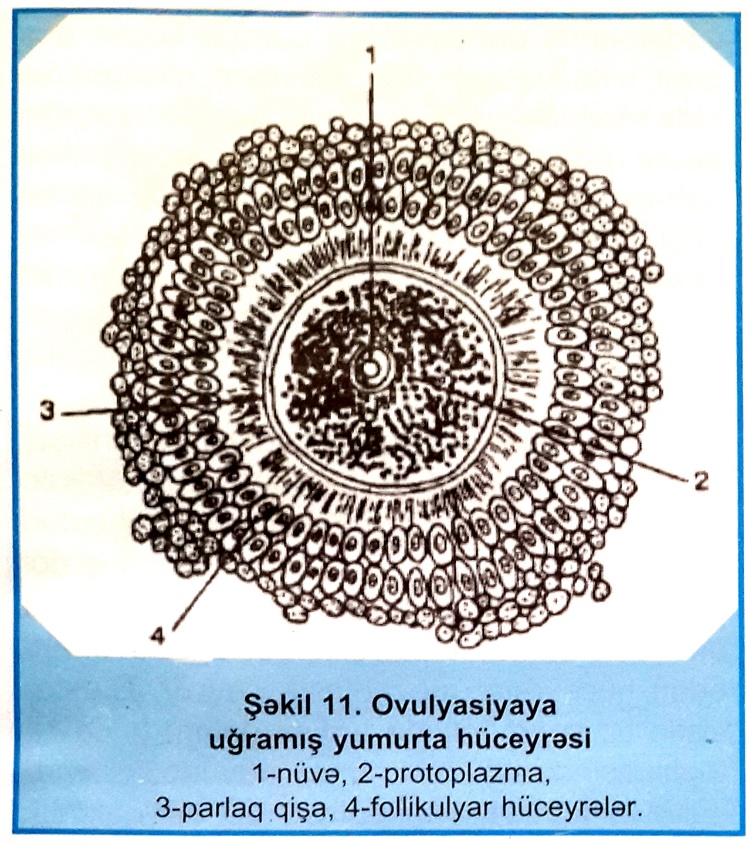 1
3
2
4
Şəkil 11. Ovulyasiyaya
uğramış yumurta hüceyrəsi
1-nüvə, 2-protoplazma,
3-parlaq qişa, 4-follikulyar hüceyrələr.